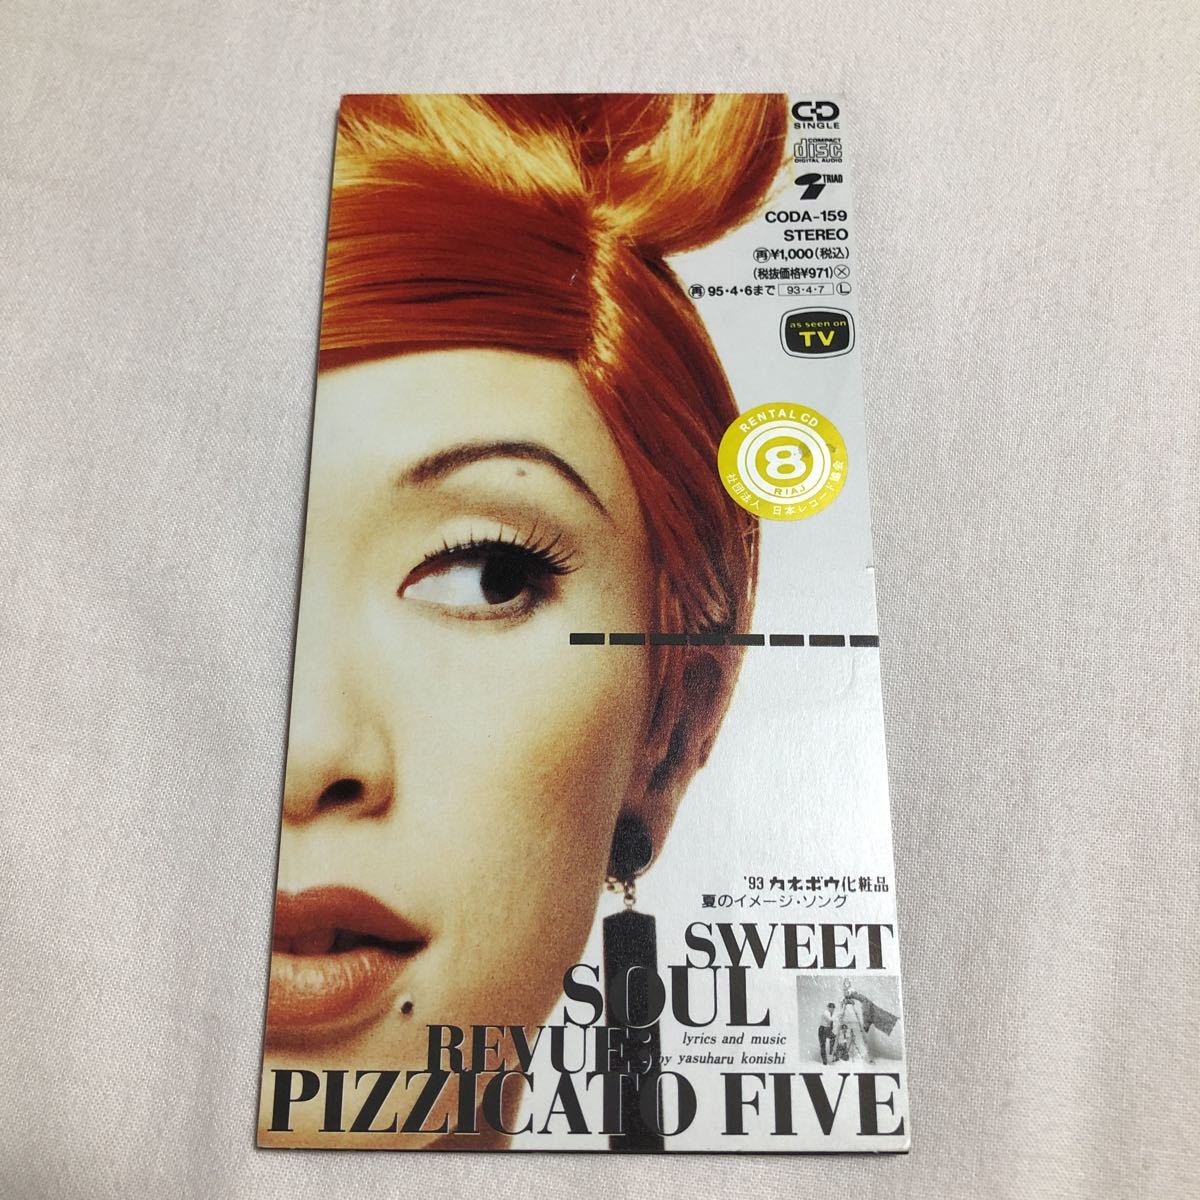 CD
SINGLE
COMPACT
disc
DIGITAL AUDIO
TRIAD
CODA-159
STEREO
再¥1,000(税込)
(税抜価格¥971)
再95・4・6まで 93・4・7 L
as seen on
TV
RENTAL CD
8
RIAJ
社団法人 日本レコード協会
'93 カネボウ化粧品
夏のイメージ・ソング
SWEET
SOUL
REVUE
lyrics and music
by yasuharu konishi
PIZZICATO FIVE